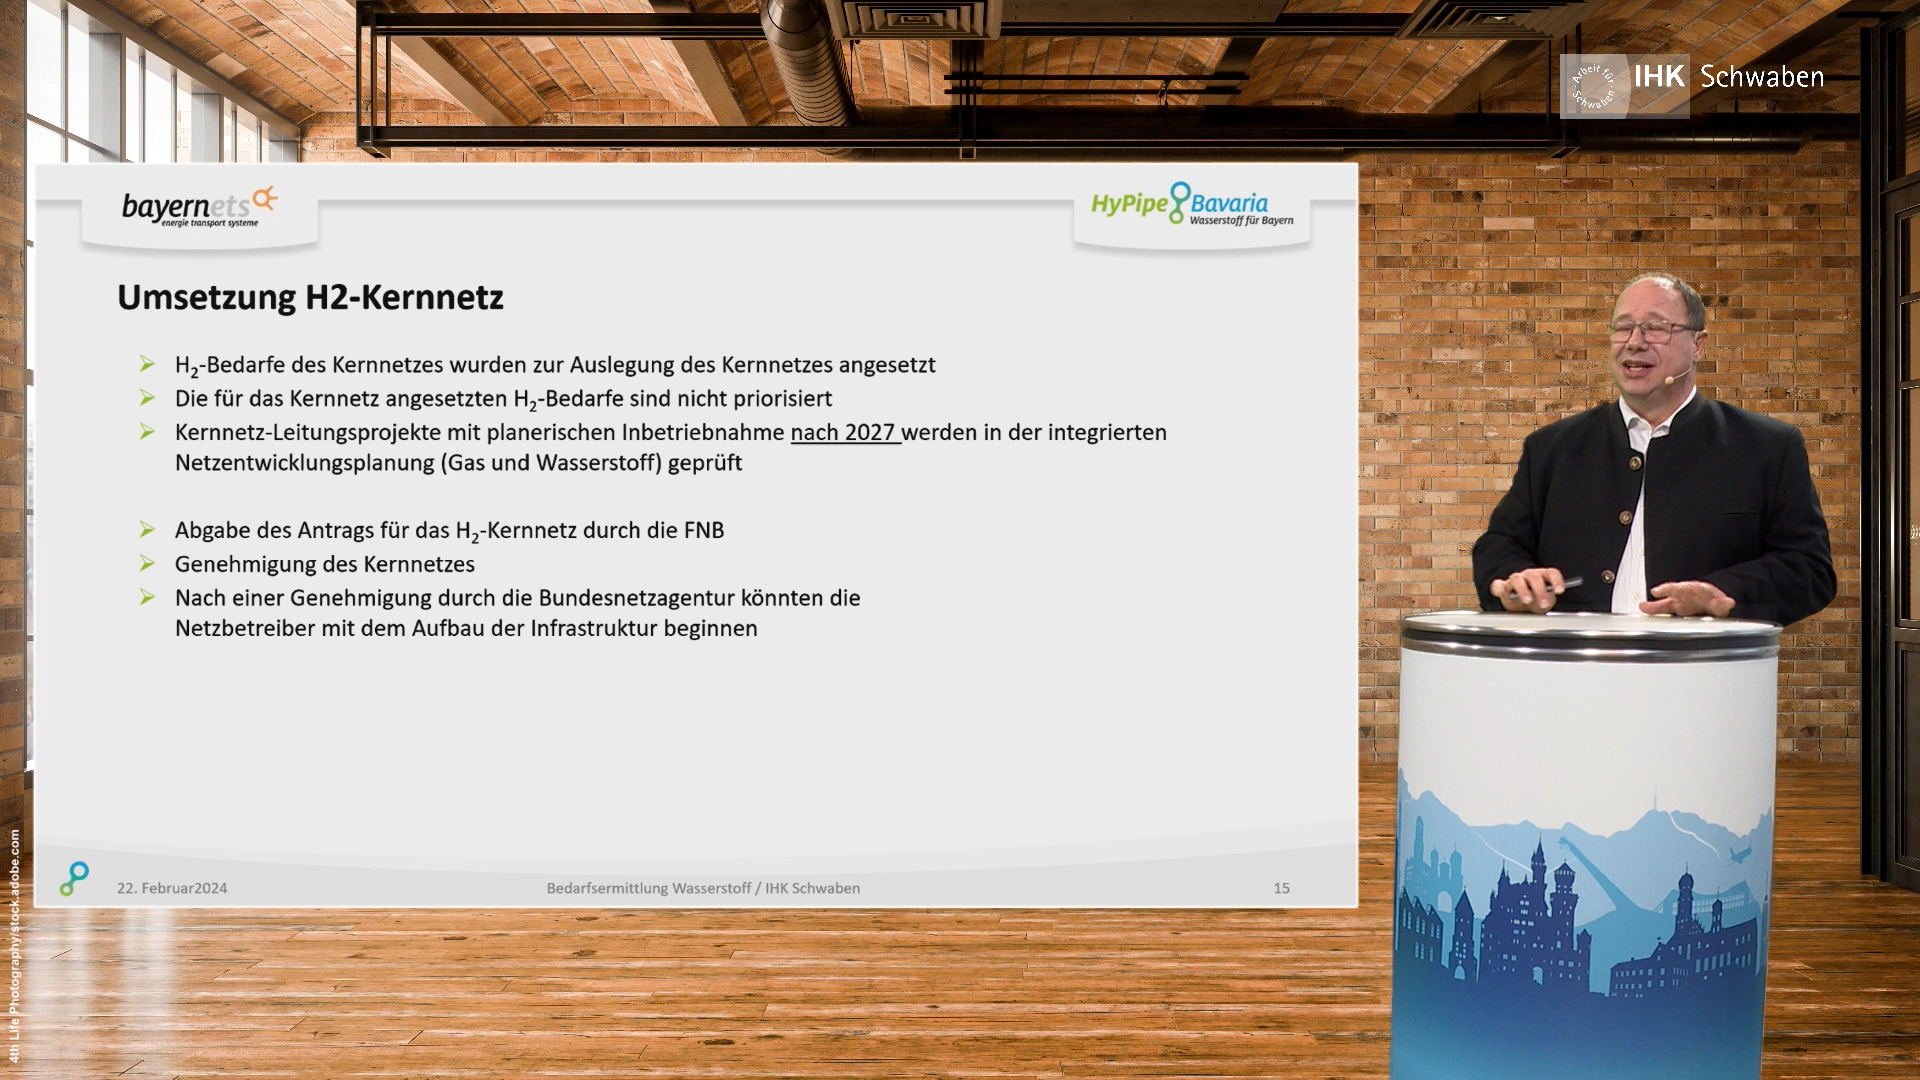 Arbeit für
Schwaben
IHK Schwaben
bayernets
energie transport systeme
HyPipe Bavaria
Wasserstoff für Bayern
Umsetzung H2-Kernnetz
H₂-Bedarfe des Kernnetzes wurden zur Auslegung des Kernnetzes angesetzt
Die für das Kernnetz angesetzten H₂-Bedarfe sind nicht priorisiert
Kernnetz-Leitungsprojekte mit planerischen Inbetriebnahme nach 2027 werden in der integrierten
Netzentwicklungsplanung (Gas und Wasserstoff) geprüft
Abgabe des Antrags für das H₂-Kernnetz durch die FNB
Genehmigung des Kernnetzes
Nach einer Genehmigung durch die Bundesnetzagentur könnten die
Netzbetreiber mit dem Aufbau der Infrastruktur beginnen
22. Februar2024
Bedarfsermittlung Wasserstoff / IHK Schwaben
15
4th Life Photography/stock.adobe.com